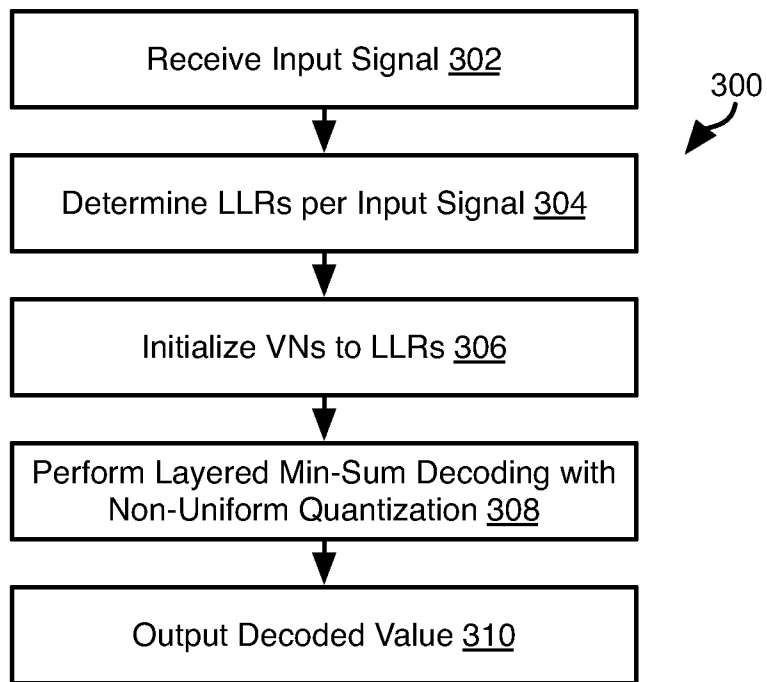 Receive Input Signal 302
300
Determine LLRs per Input Signal 304
Initialize VNs to LLRs 306
Perform Layered Min-Sum Decoding with
Non-Uniform Quantization 308
Output Decoded Value 310